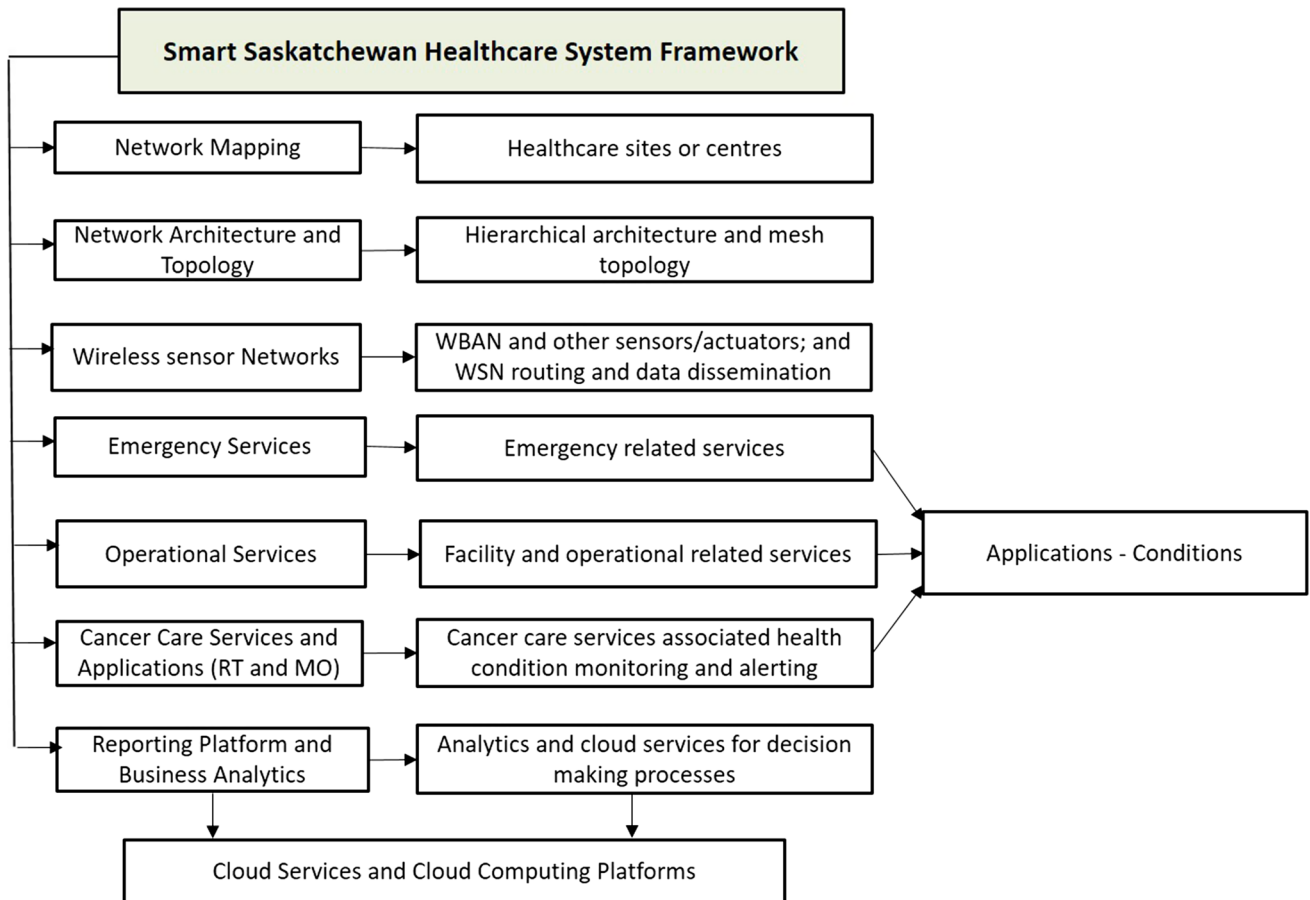 Smart Saskatchewan Healthcare System Framework
Network Mapping
Healthcare sites or centres
Network Architecture and
Topology
Hierarchical architecture and mesh
topology
Wireless sensor Networks
WBAN and other sensors/actuators; and
WSN routing and data dissemination
Emergency Services
Emergency related services
Operational Services
Facility and operational related services
Applications - Conditions
Cancer Care Services and
Applications (RT and MO)
Cancer care services associated health
condition monitoring and alerting
Reporting Platform and
Business Analytics
Analytics and cloud services for decision
making processes
Cloud Services and Cloud Computing Platforms